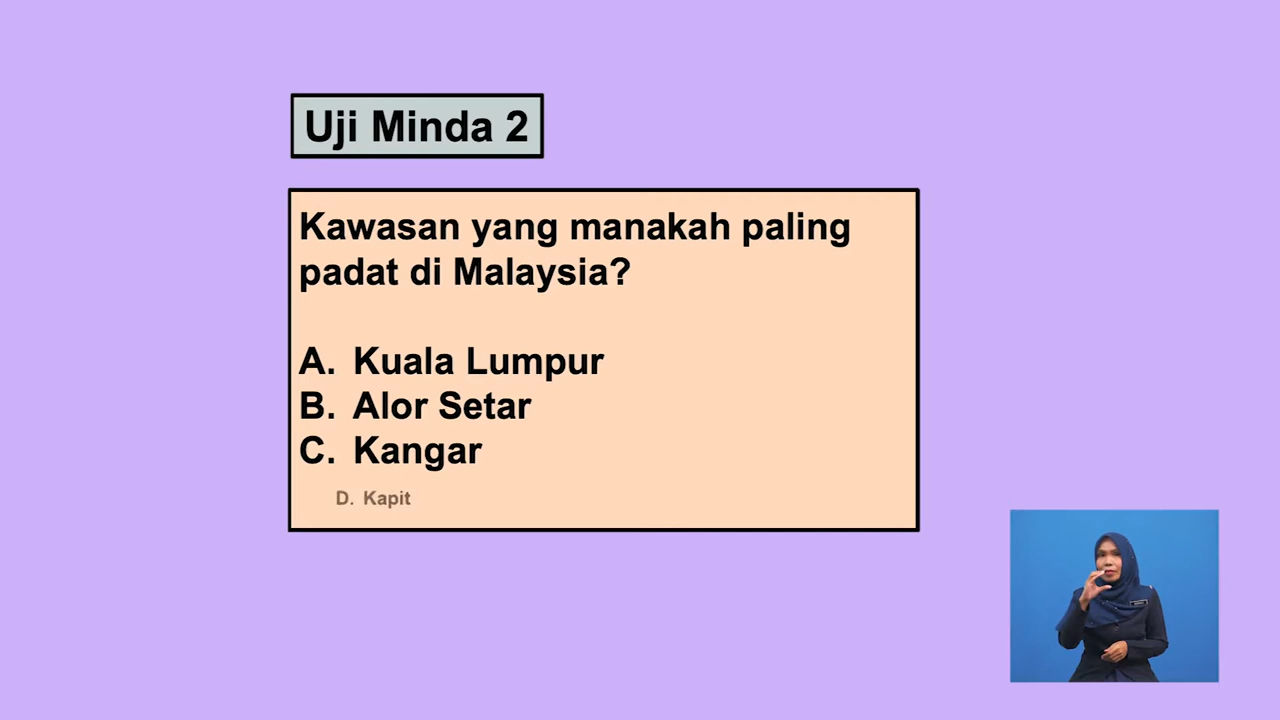 Uji Minda 2
Kawasan yang manakah paling
padat di Malaysia?
A. Kuala Lumpur
B. Alor Setar
C. Kangar
D. Kapit